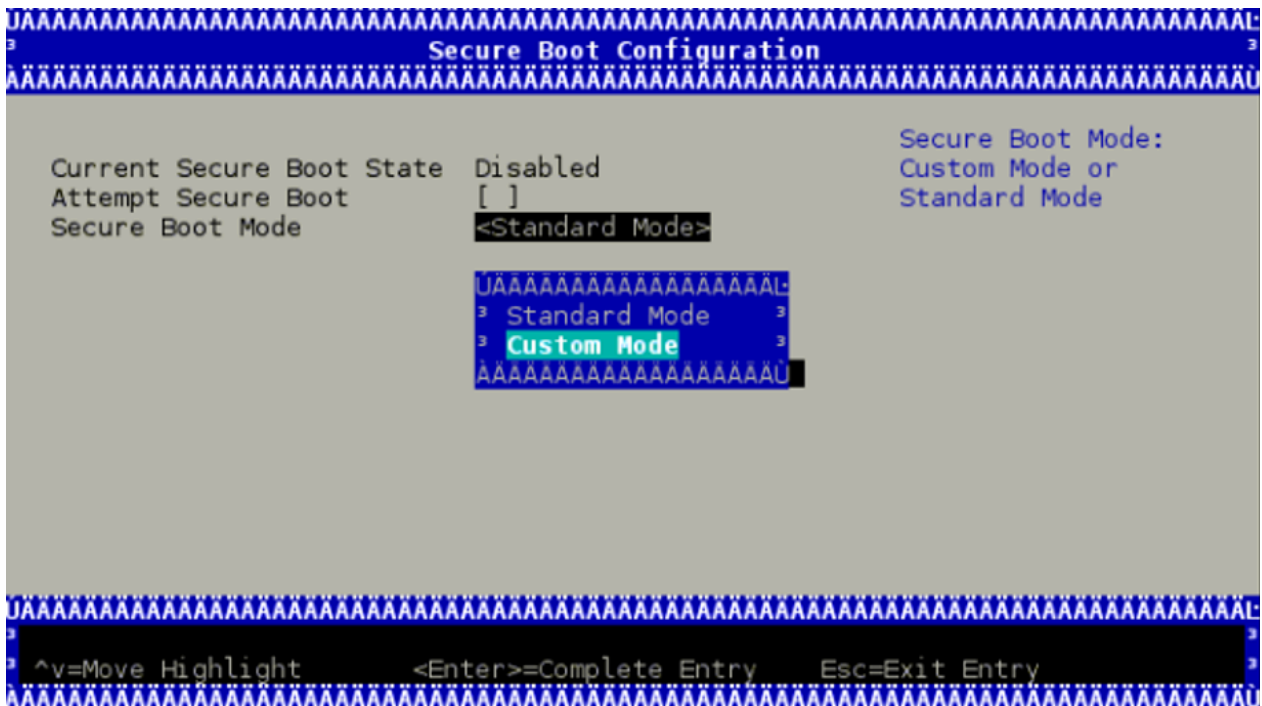 Secure Boot Configuration
Secure Boot Mode:
Current Secure Boot State Disabled Custom Mode or
Attempt Secure Boot [ ] Standard Mode
Secure Boot Mode <Standard Mode>
Standard Mode
Custom Mode
^v=Move Highlight <Enter>=Complete Entry Esc=Exit Entry